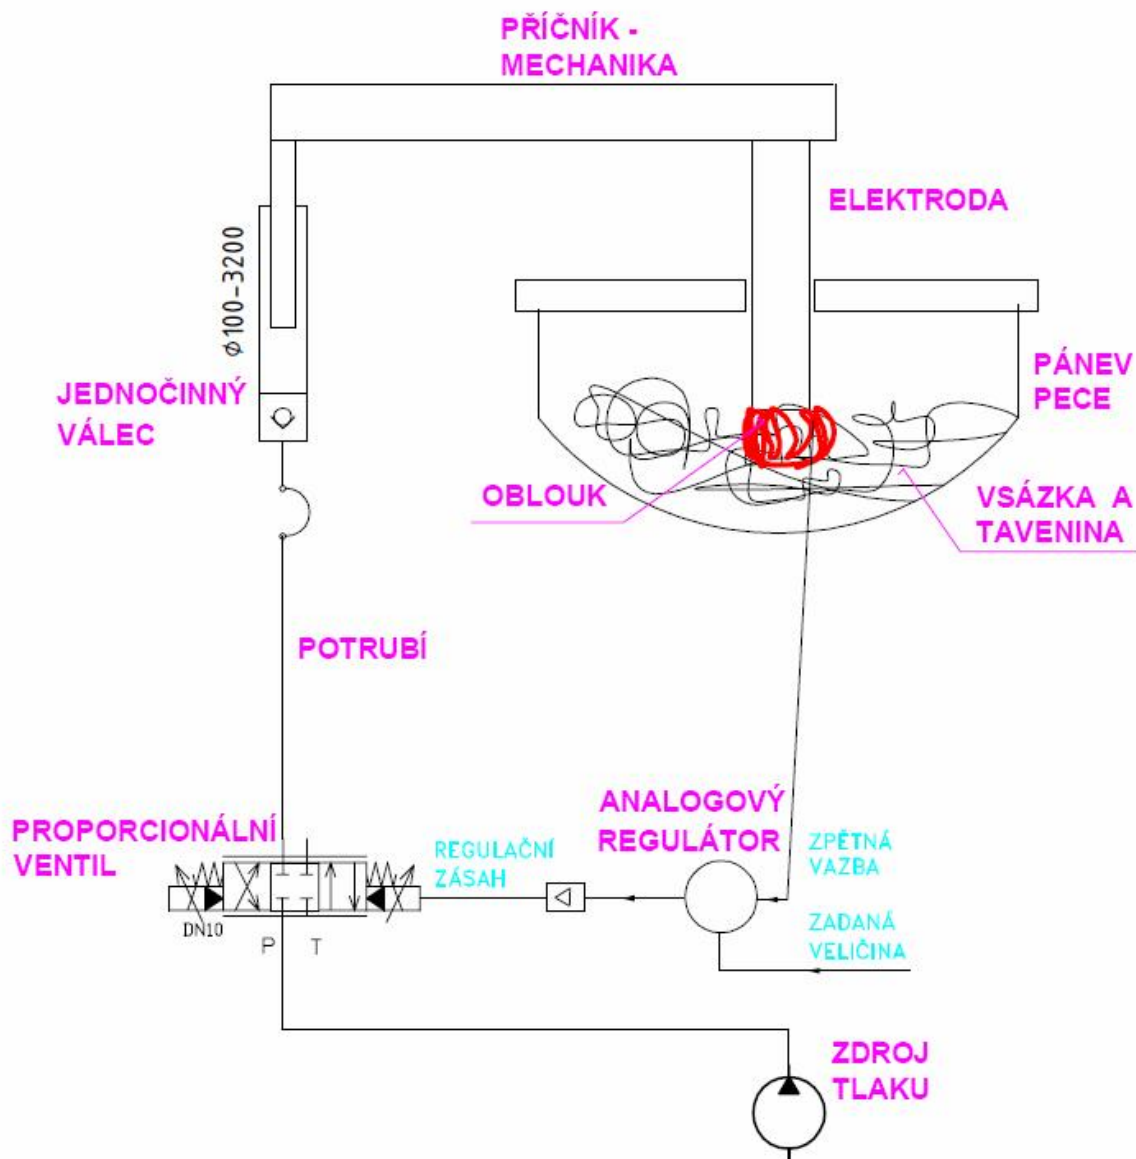 PŘÍČNÍK -
MECHANIKA
ELEKTRODA
⌀100-3200
JEDNOČINNÝ
VÁLEC
PÁNEV
PECE
OBLOUK
VSÁZKA A
TAVENINA
POTRUBÍ
PROPORCIONÁLNÍ
VENTIL
ANALOGOVÝ
REGULÁTOR
REGULAČNÍ
ZÁSAH
ZPĚTNÁ
VAZBA
ZADANÁ
VELIČINA
DN10
P T
ZDROJ
TLAKU